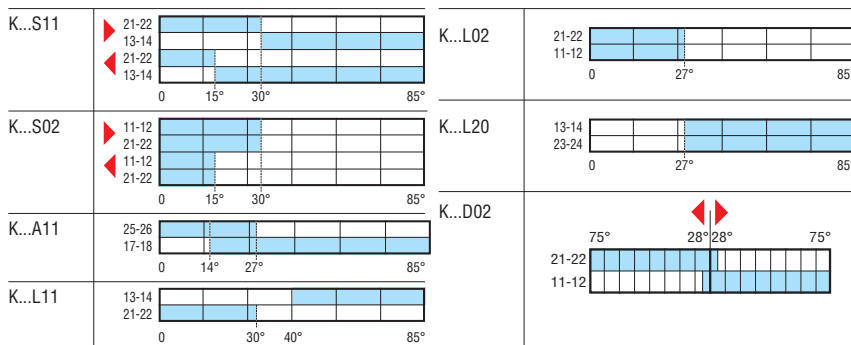 K...S11
21-22
13-14
21-22
13-14
0 15° 30° 85°
K...S02
11-12
21-22
11-12
21-22
0 15° 30° 85°
K...A11
25-26
17-18
0 14° 27° 85°
K...L11
13-14
21-22
0 30° 40° 85°
K...L02
21-22
11-12
0 27° 85
K...L20
13-14
23-24
0 27° 85
K...D02
75° 28° 28° 75°
21-22
11-12